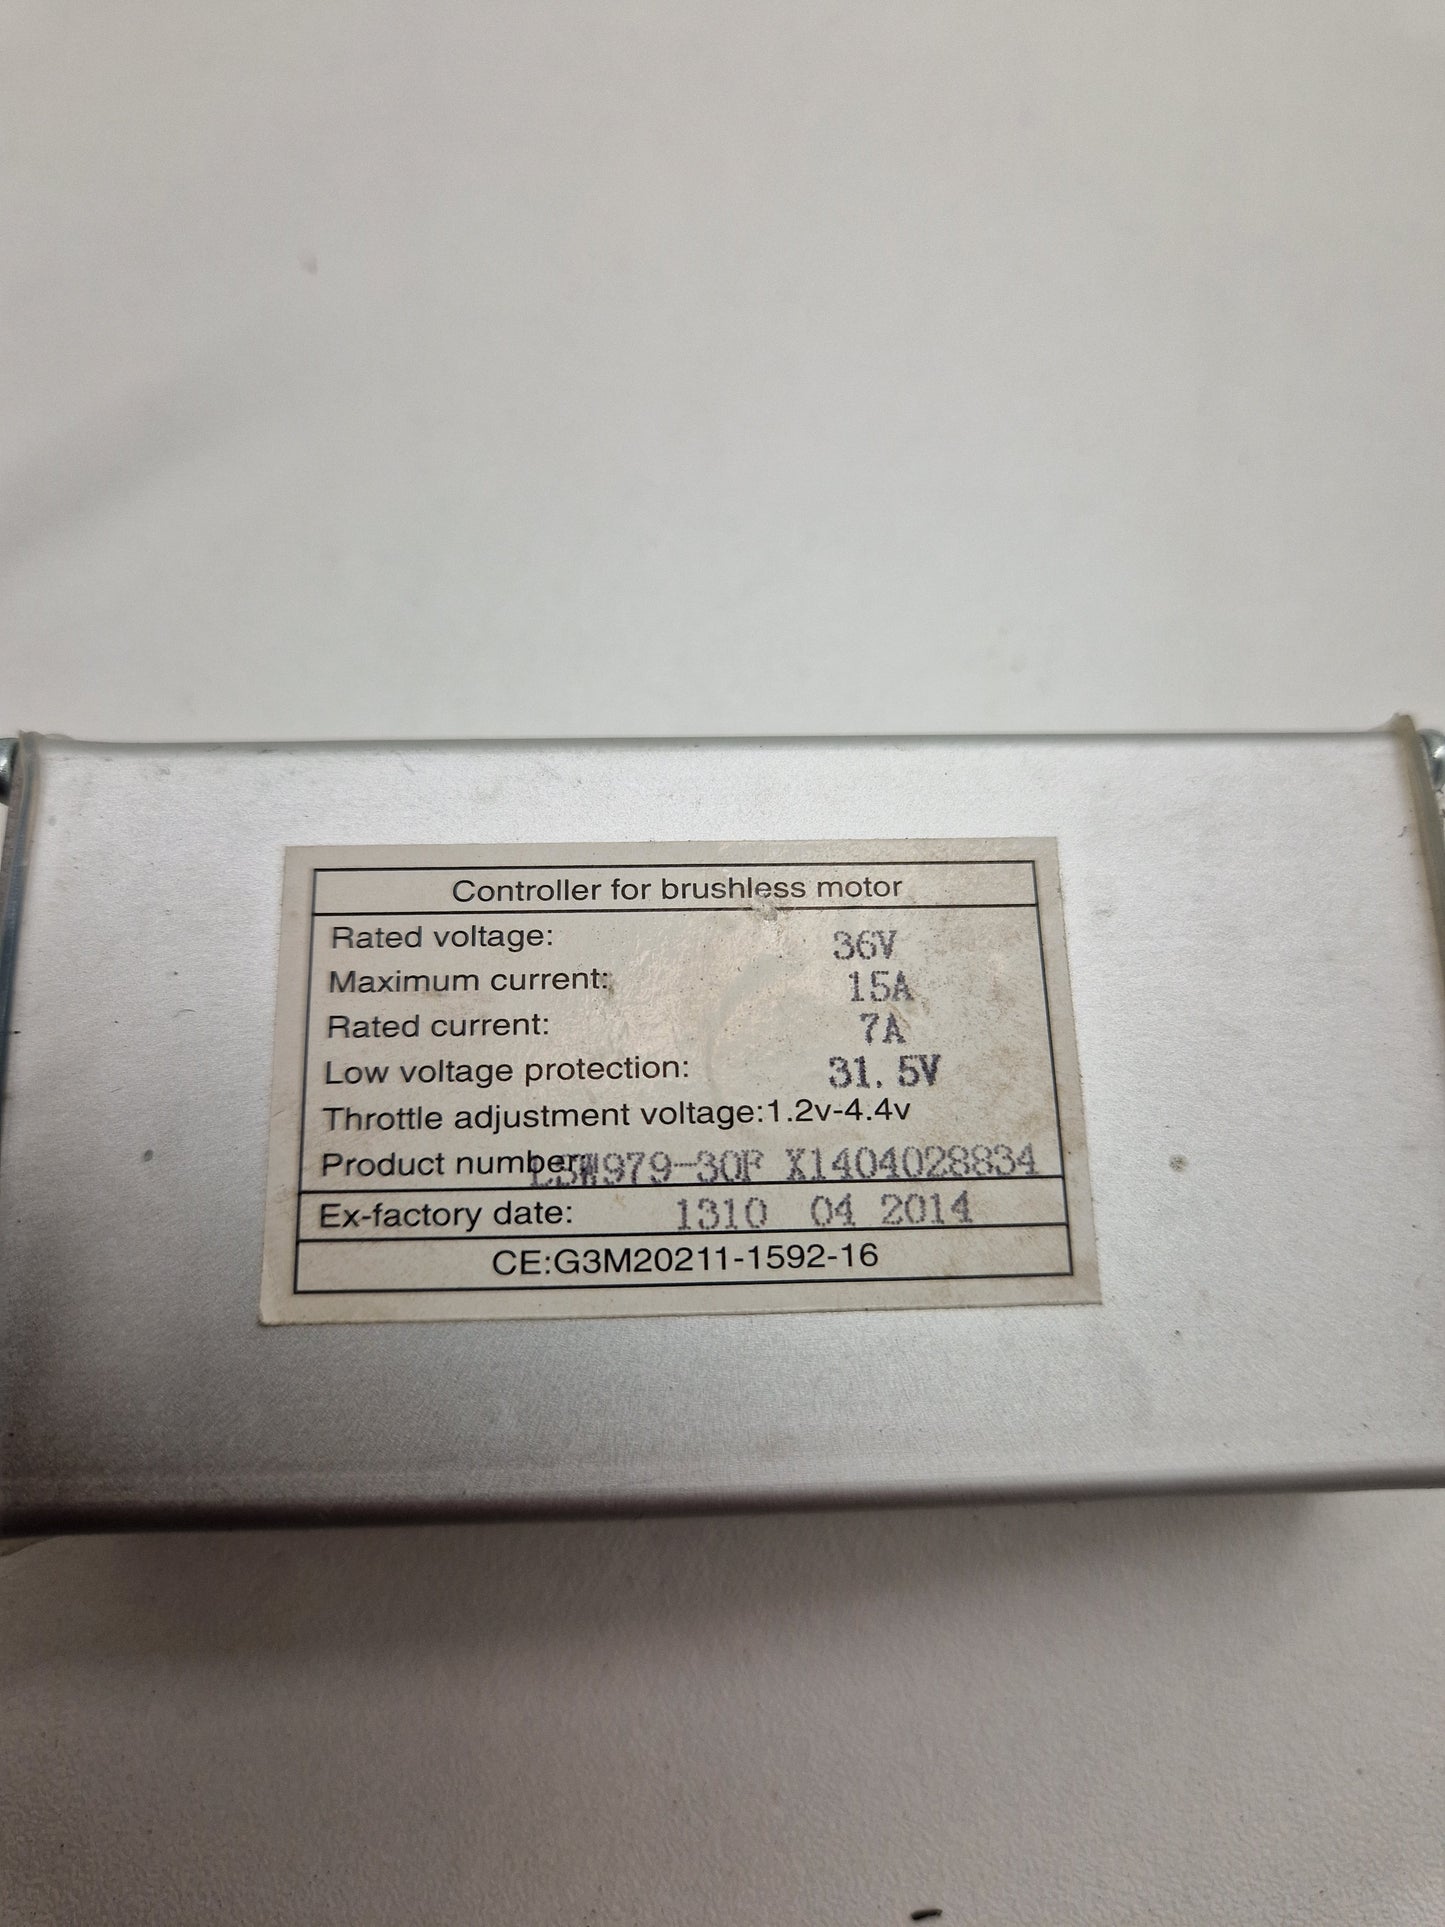 Controller for brushless motor
Rated voltage: 36V
Maximum current: 15A
Rated current: 7A
Low voltage protection: 31.5V
Throttle adjustment voltage:1.2v-4.4v
Product number: LBW979-30F X1404028834
Ex-factory date: 1310 04 2014
CE:G3M20211-1592-16